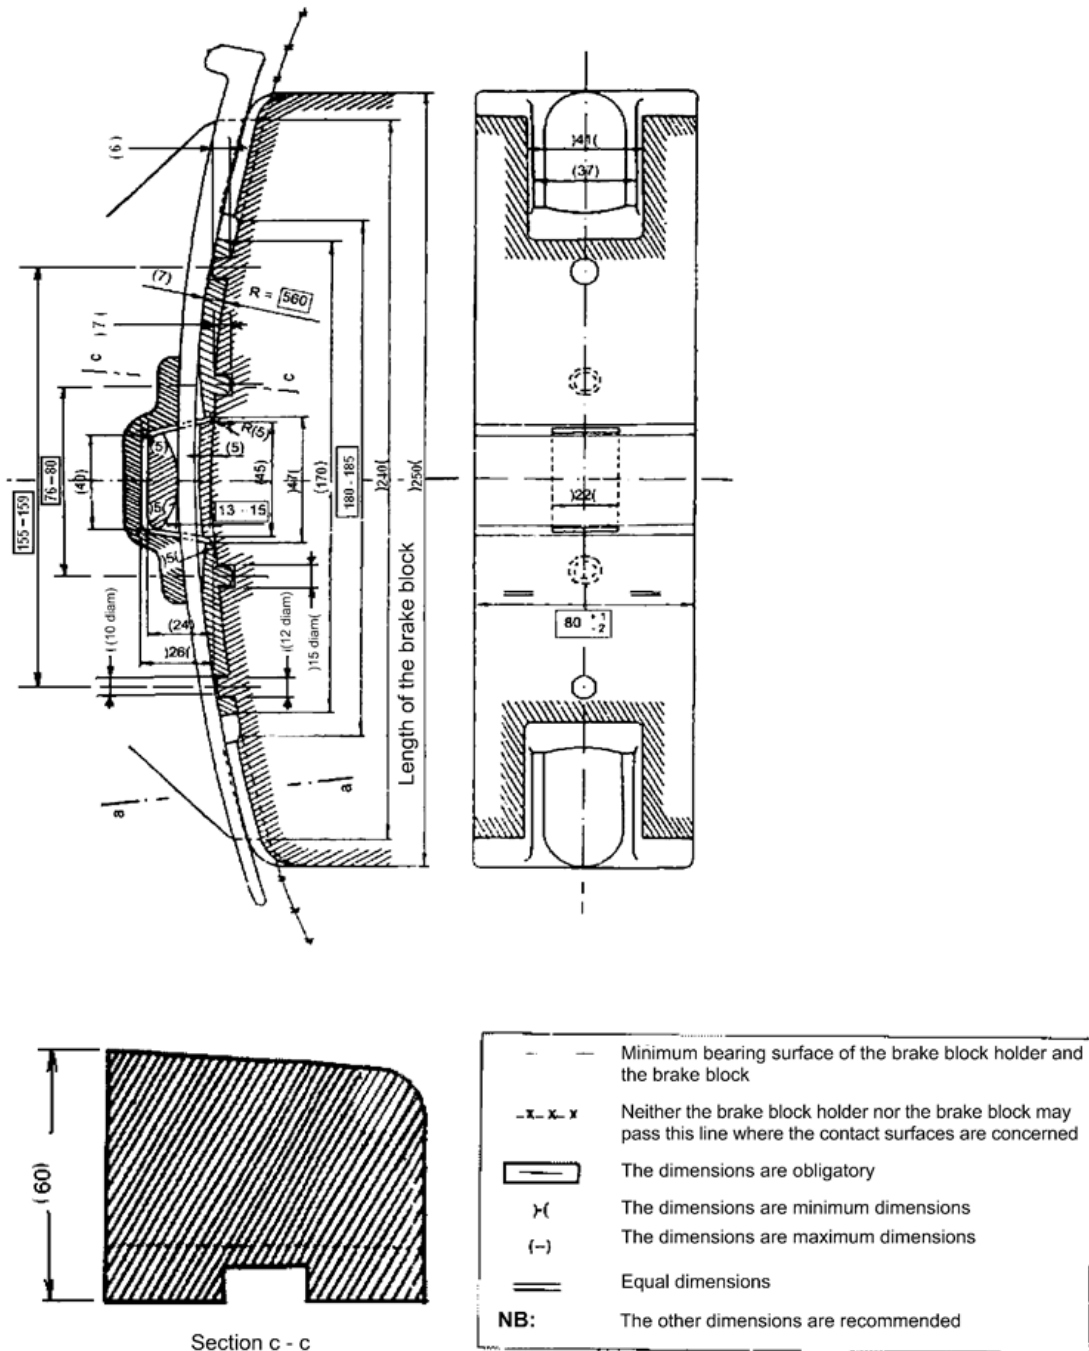 (6)
(7)
R = 560
)7(
c
c
R(5)
(5)
(5)
)5(
)5(
13 - 15
(40)
76-80
155-159
(45)
)47(
(170)
180 - 185
)240(
)250(
(24)
)26(
((10 diam)
((12 diam)
)15 diam(
Length of the brake block
a
a
)41(
(37)
)22(
80 +1 -2
(60)
Section c - c
Minimum bearing surface of the brake block holder and
the brake block
-x-x-x Neither the brake block holder nor the brake block may
pass this line where the contact surfaces are concerned
The dimensions are obligatory
)-( The dimensions are minimum dimensions
(-) The dimensions are maximum dimensions
Equal dimensions
NB: The other dimensions are recommended